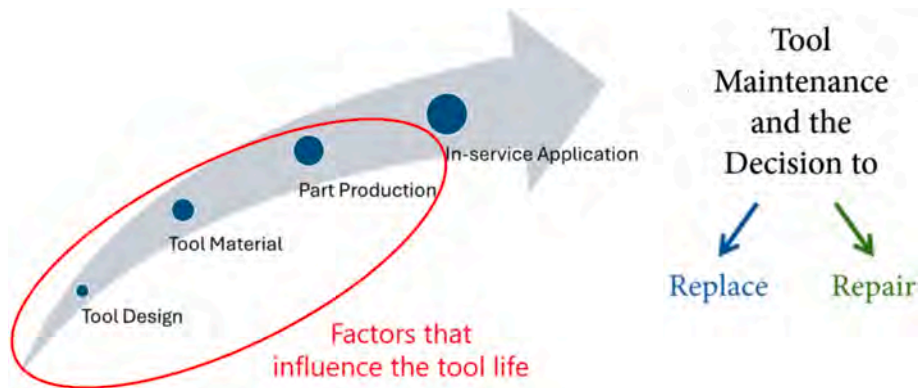 Tool Design
Tool Material
Part Production
In-service Application
Factors that
influence the tool life
Tool
Maintenance
and the
Decision to
Replace
Repair